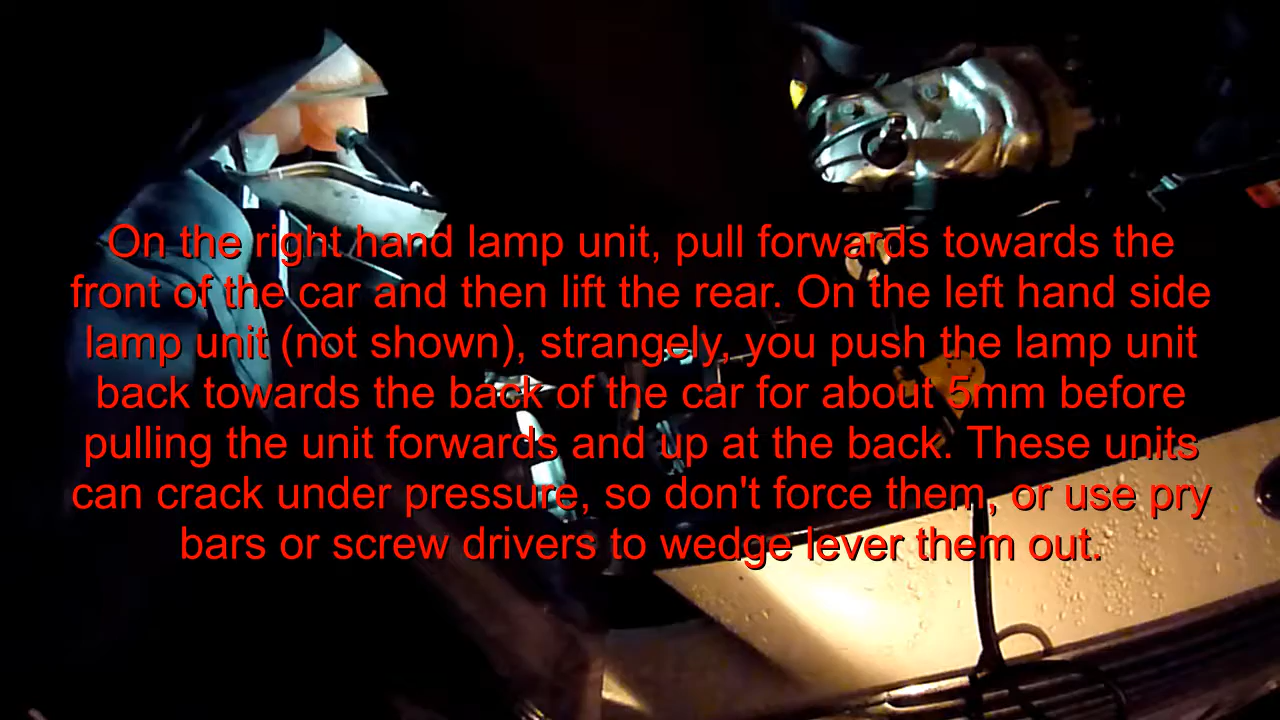 On the right hand lamp unit, pull forwards towards the
front of the car and then lift the rear. On the left hand side
lamp unit (not shown), strangely, you push the lamp unit
back towards the back of the car for about 5mm before
pulling the unit forwards and up at the back. These units
can crack under pressure, so don't force them, or use pry
bars or screw drivers to wedge lever them out.